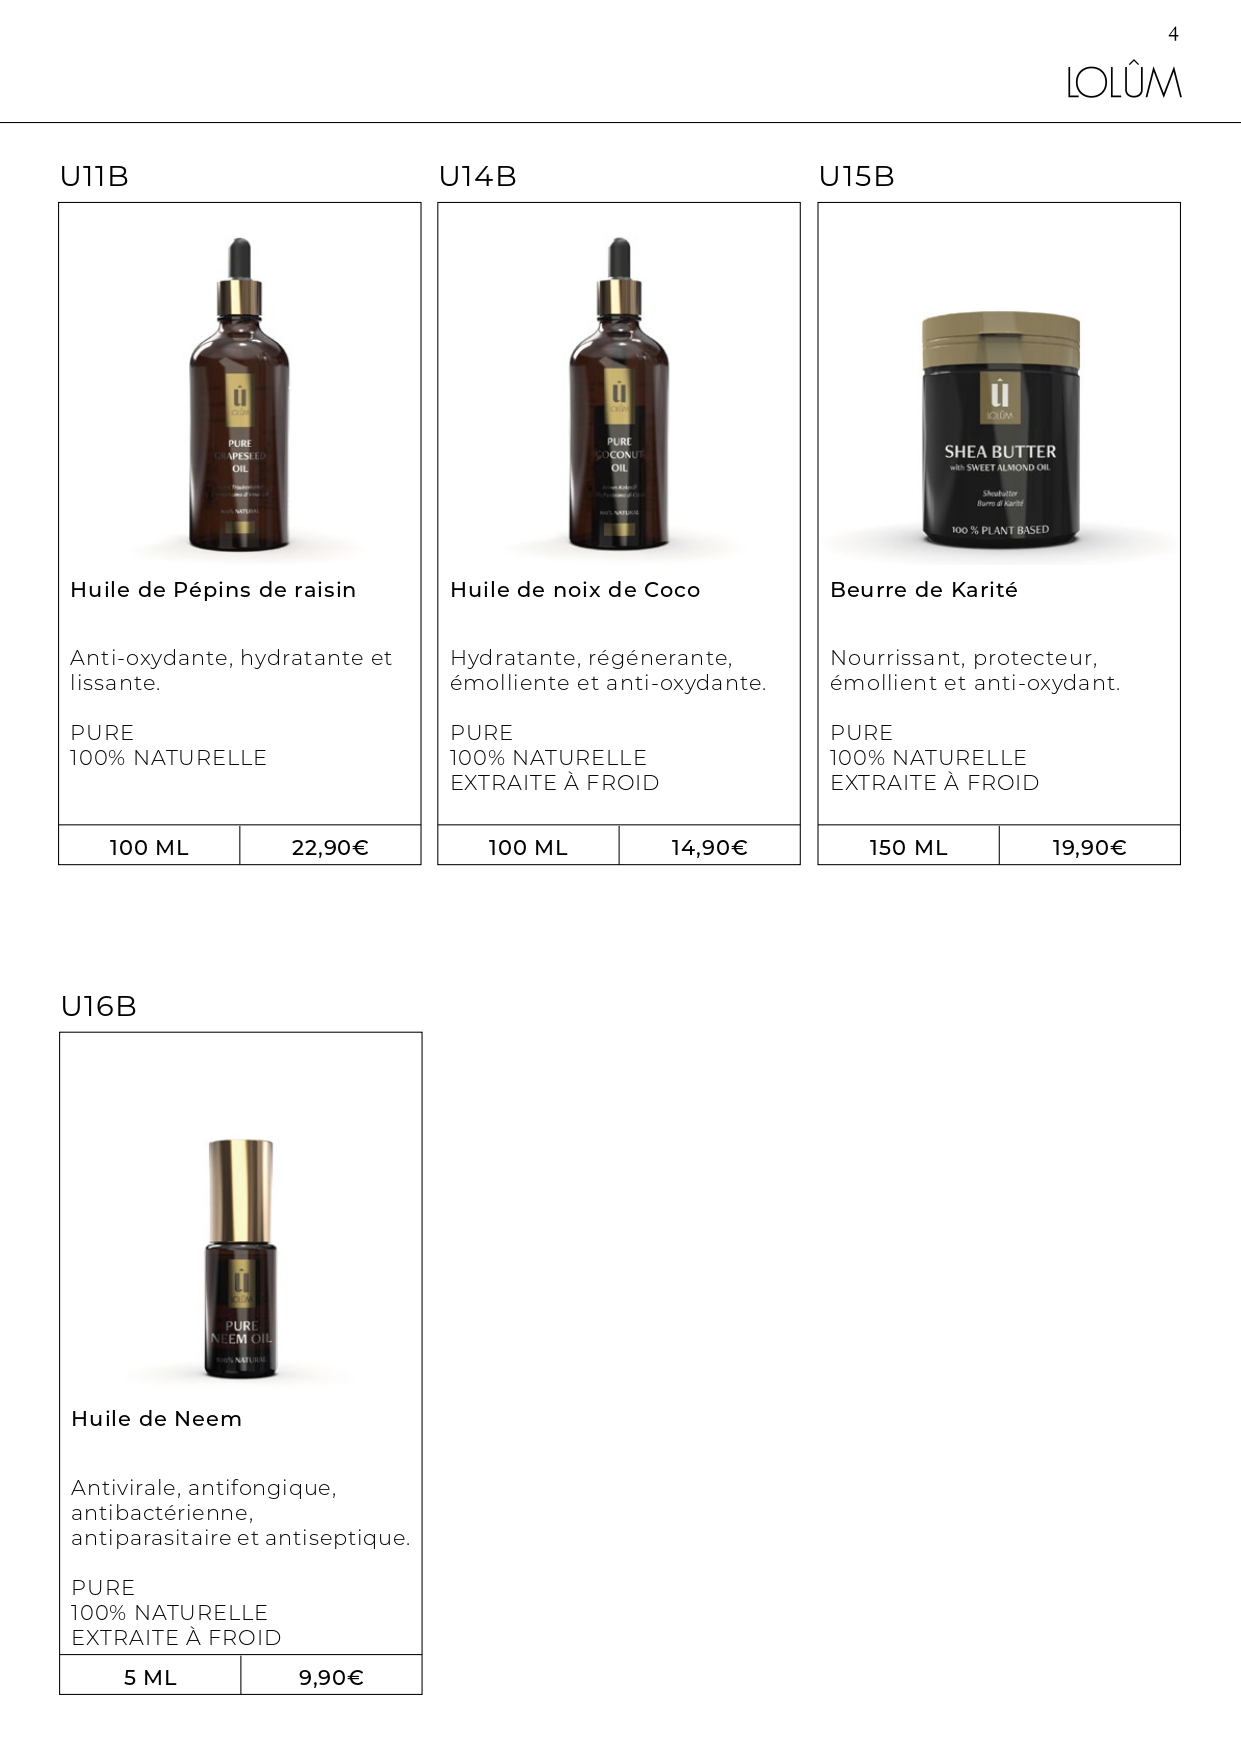 4
LOLÛM
U11B
U14B
U15B
Û
LOLÛM
PURE
GRAPESEED
OIL
100% NATURAL
Û
LOLÛM
PURE
COCONUT
OIL
100% NATURAL
Û
LOLÛM
SHEA BUTTER
with SWEET ALMOND OIL
Sheabutter
Burro di Karité
100 % PLANT BASED
Huile de Pépins de raisin
Anti-oxydante, hydratante et
lissante.
PURE
100% NATURELLE
100 ML
22,90€
Huile de noix de Coco
Hydratante, régénerante,
émolliente et anti-oxydante.
PURE
100% NATURELLE
EXTRAITE À FROID
100 ML
14,90€
Beurre de Karité
Nourrissant, protecteur,
émollient et anti-oxydant.
PURE
100% NATURELLE
EXTRAITE À FROID
150 ML
19,90€
U16B
Û
LOLÛM
PURE
NEEM OIL
100% NATURAL
Huile de Neem
Antivirale, antifongique,
antibactérienne,
antiparasitaire et antiseptique.
PURE
100% NATURELLE
EXTRAITE À FROID
5 ML
9,90€